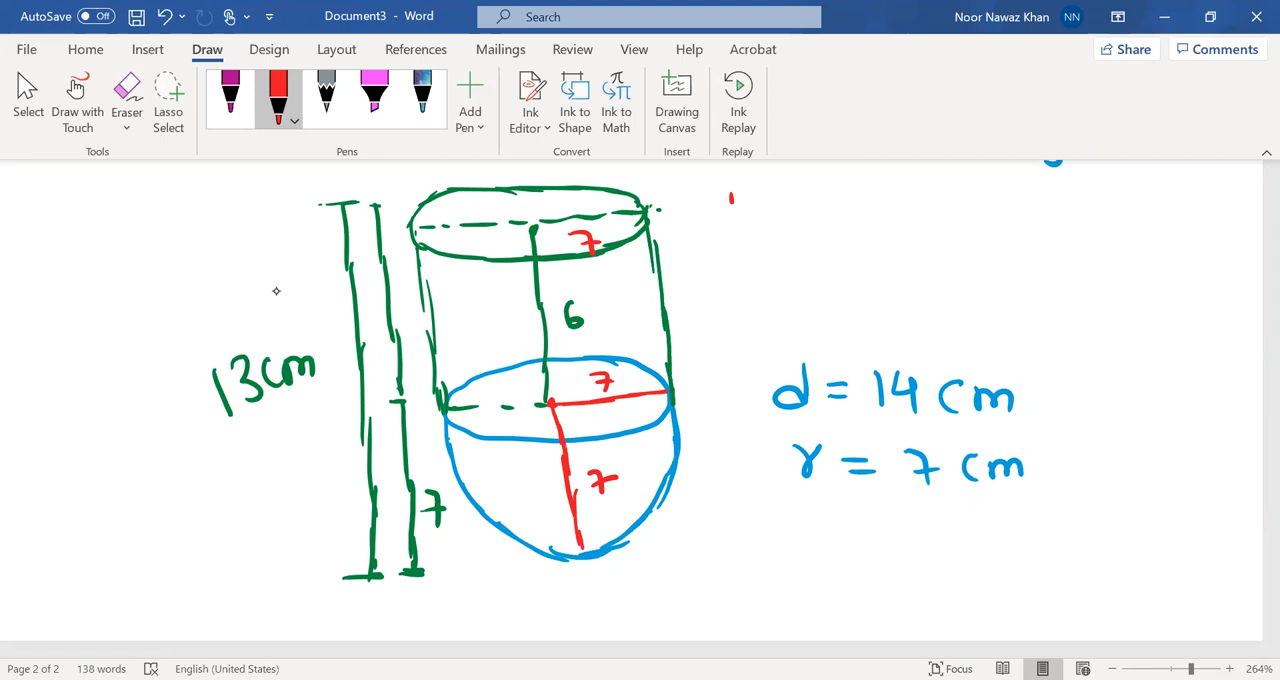 AutoSave Off Document3 - Word Search Noor Nawaz Khan NN
File Home Insert Draw Design Layout References Mailings Review View Help Acrobat Share Comments
Select Draw with Touch Eraser Lasso Select Add Pen Ink Editor Ink to Shape Ink to Math Drawing Canvas Ink Replay
Tools Pens Convert Insert Replay
7
6
13cm
7
d = 14 cm
r = 7 cm
7
7
Page 2 of 2 138 words English (United States) Focus 264%